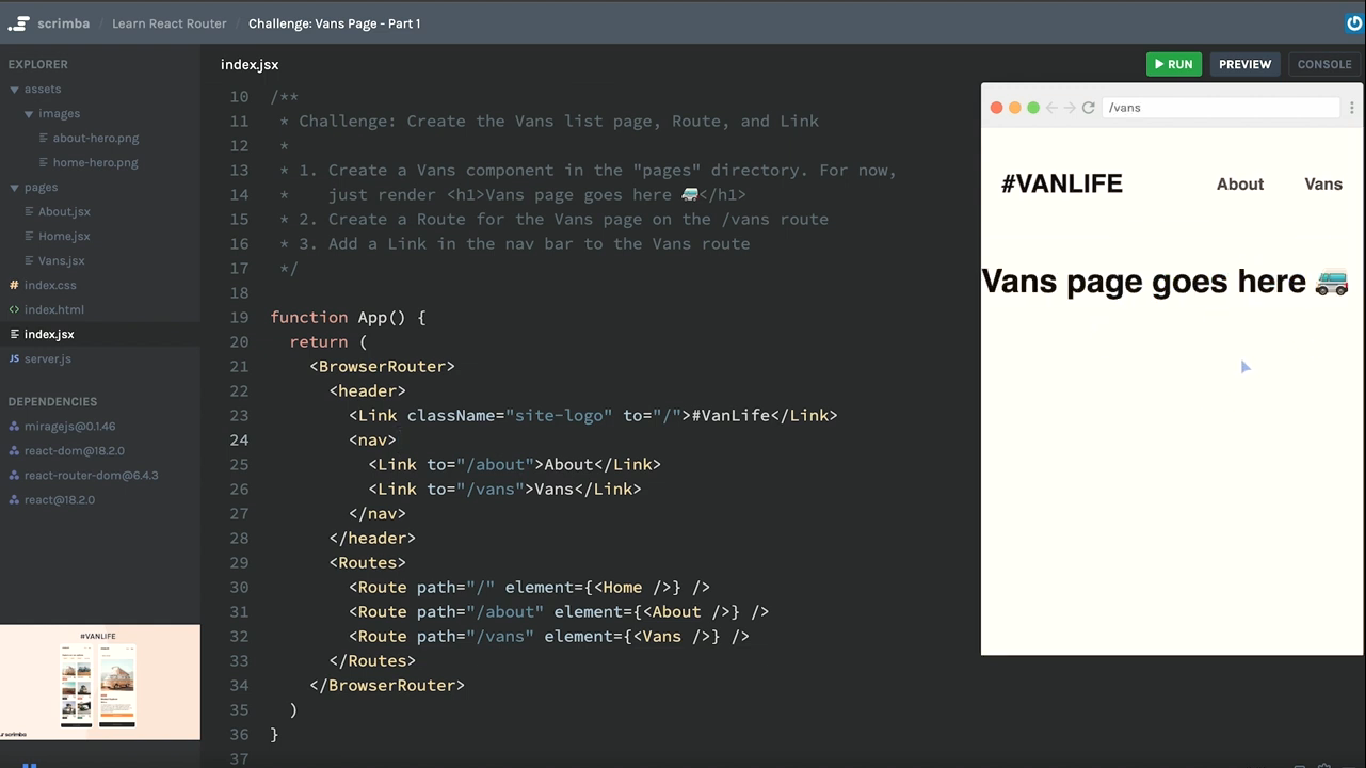 scrimba / Learn React Router / Challenge: Vans Page - Part 1
EXPLORER
assets
images
about-hero.png
home-hero.png
pages
About.jsx
Home.jsx
Vans.jsx
# index.css
<> index.html
index.jsx
JS server.js
DEPENDENCIES
miragejs@0.1.46
react-dom@18.2.0
react-router-dom@6.4.3
react@18.2.0
#VANLIFE
scrimba
index.jsx
RUN
PREVIEW
CONSOLE
10 /**
11 * Challenge: Create the Vans list page, Route, and Link
12 *
13 * 1. Create a Vans component in the "pages" directory. For now,
14 * just render <h1>Vans page goes here 🚐</h1>
15 * 2. Create a Route for the Vans page on the /vans route
16 * 3. Add a Link in the nav bar to the Vans route
17 */
18
19 function App() {
20 return (
21 <BrowserRouter>
22 <header>
23 <Link className="site-logo" to="/">#VanLife</Link>
24 <nav>
25 <Link to="/about">About</Link>
26 <Link to="/vans">Vans</Link>
27 </nav>
28 </header>
29 <Routes>
30 <Route path="/" element={<Home />} />
31 <Route path="/about" element={<About />} />
32 <Route path="/vans" element={<Vans />} />
33 </Routes>
34 </BrowserRouter>
35 )
36 }
37
/vans
#VANLIFE
About
Vans
Vans page goes here 🚐